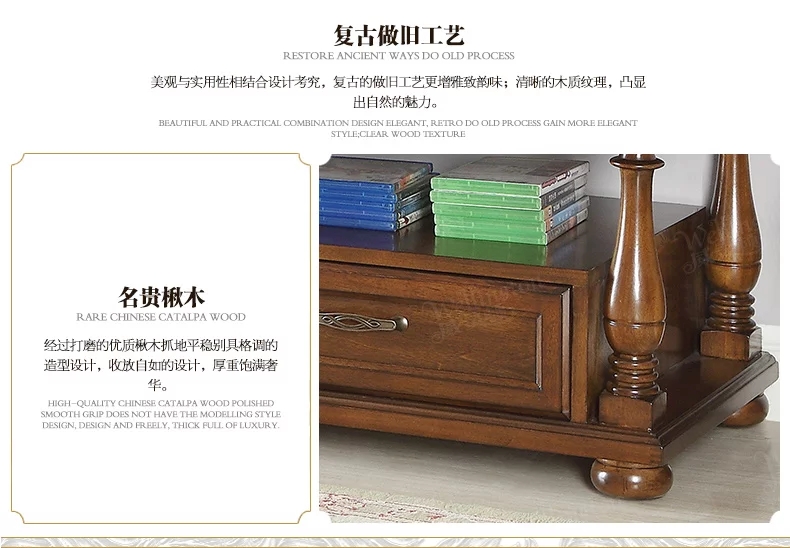 复古做旧工艺
RESTORE ANCIENT WAYS DO OLD PROCESS
美观与实用性相结合设计考究，复古的做旧工艺更增雅致韵味；清晰的木质纹理，凸显
出自然的魅力。
BEAUTIFUL AND PRACTICAL COMBINATION DESIGN ELEGANT, RETRO DO OLD PROCESS GAIN MORE ELEGANT
STYLE;CLEAR WOOD TEXTURE
名贵楸木
RARE CHINESE CATALPA WOOD
经过打磨的优质楸木抓地平稳别具格调的
造型设计，收放自如的设计，厚重饱满奢
华。
HIGH-QUALITY CHINESE CATALPA WOOD POLISHED
SMOOTH GRIP DOES NOT HAVE THE MODELLING STYLE
DESIGN, DESIGN AND FREELY, THICK FULL OF LUXURY.